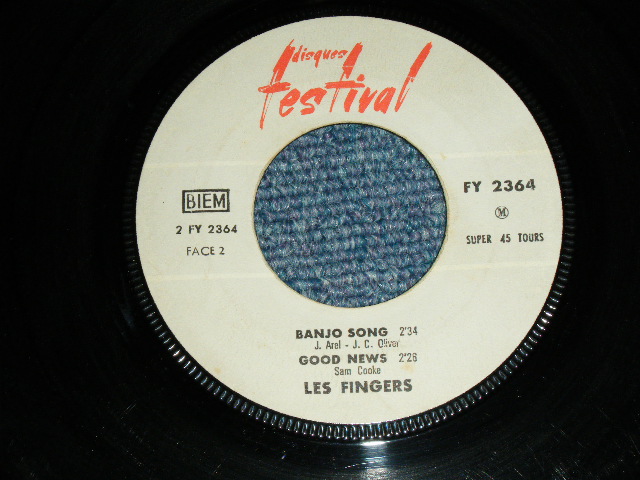 disques
festival
BIEM
2 FY 2364
FACE 2
FY 2364
M
SUPER 45 TOURS
BANJO SONG 2'34
J. Arel - J. C. Oliver
GOOD NEWS 2'26
Sam Cooke
LES FINGERS